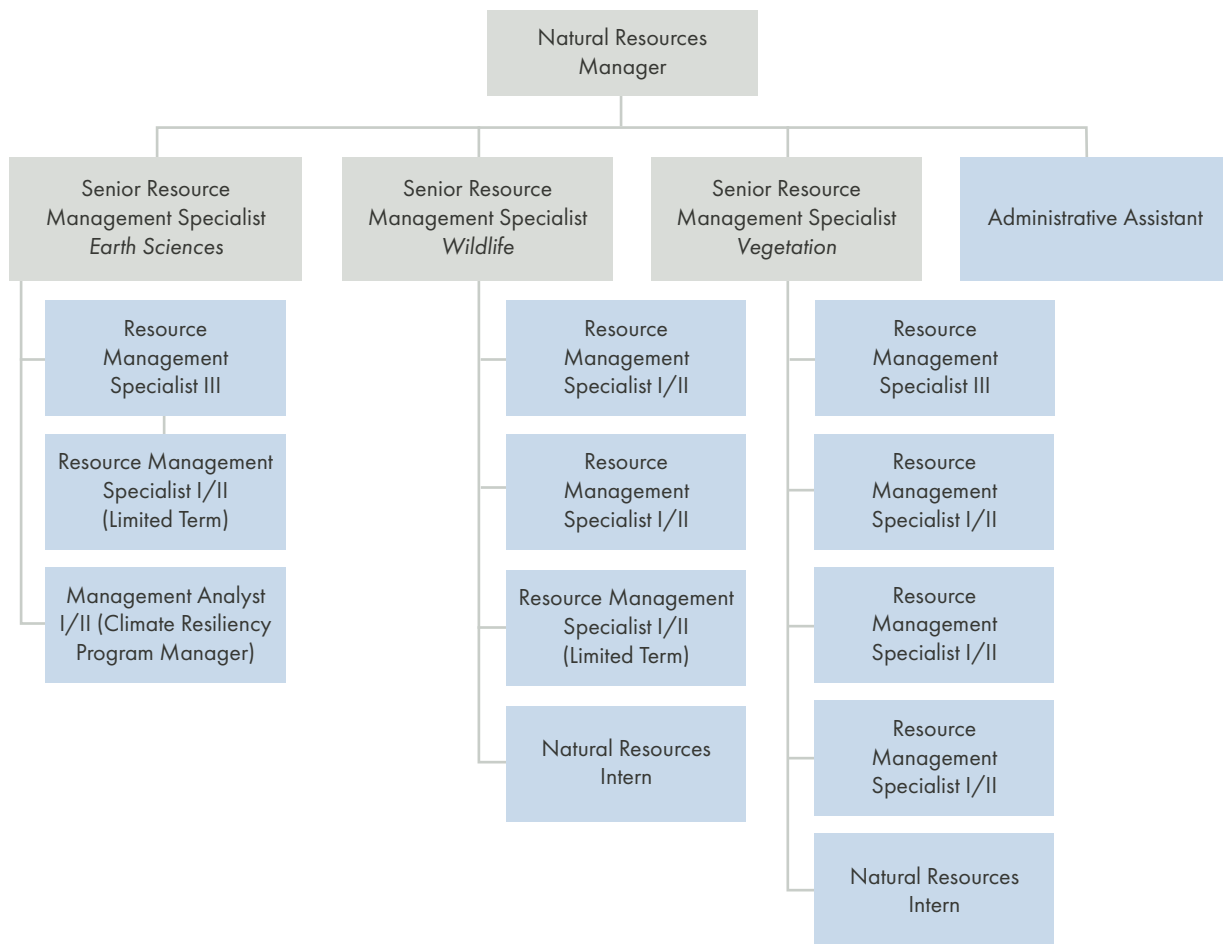 Natural Resources
Manager
Senior Resource
Management Specialist
Earth Sciences
Senior Resource
Management Specialist
Wildlife
Senior Resource
Management Specialist
Vegetation
Administrative Assistant
Resource
Management
Specialist III
Resource Management
Specialist I/II
(Limited Term)
Management Analyst
I/II (Climate Resiliency
Program Manager)
Resource
Management
Specialist I/II
Resource
Management
Specialist I/II
Resource Management
Specialist I/II
(Limited Term)
Natural Resources
Intern
Resource
Management
Specialist III
Resource
Management
Specialist I/II
Resource
Management
Specialist I/II
Resource
Management
Specialist I/II
Natural Resources
Intern